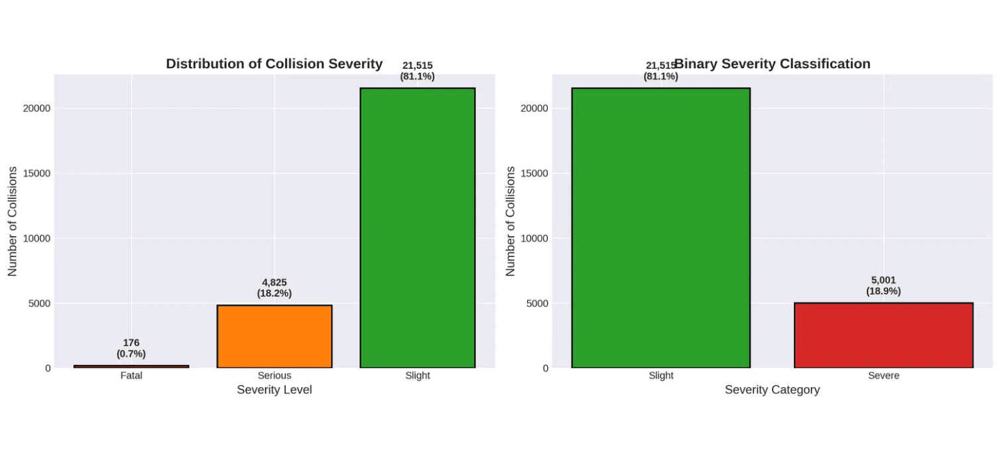 Distribution of Collision Severity
21,515
(81.1%)
Number of Collisions
20000
15000
10000
5000
0
4,825
(18.2%)
176
(0.7%)
Fatal
Serious
Slight
Severity Level
Binary Severity Classification
21,515
(81.1%)
Number of Collisions
20000
15000
10000
5000
0
5,001
(18.9%)
Slight
Severe
Severity Category